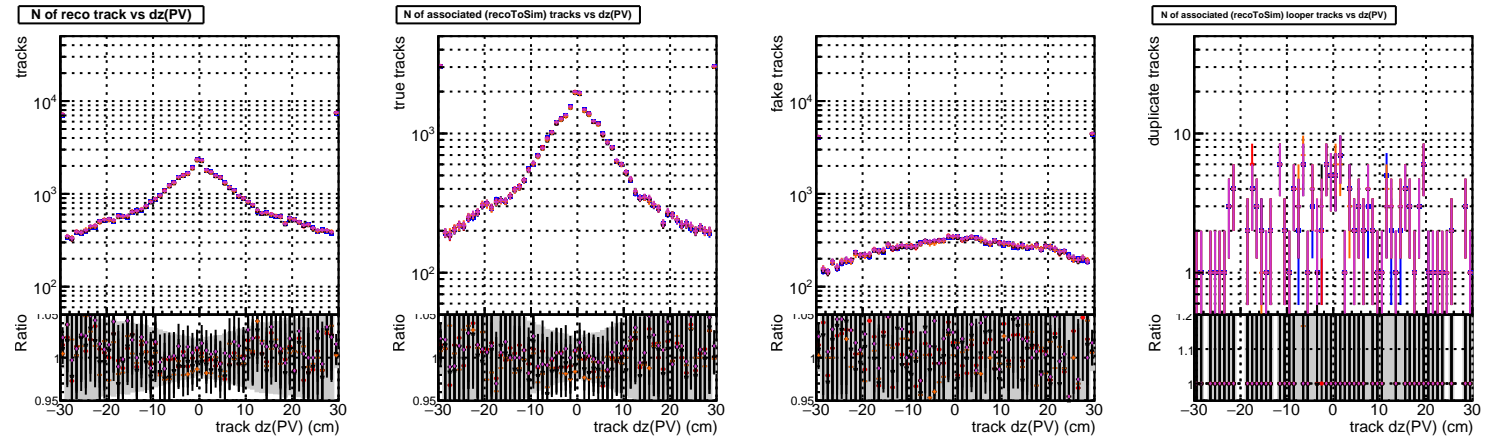 N of reco track vs dz(PV)
tracks
10⁴
10³
10²
Ratio
1.05
1
0.95
−30 −20 −10 0 10 20 30
track dz(PV) (cm)
N of associated (recoToSim) tracks vs dz(PV)
true tracks
10³
10²
Ratio
1.05
1
0.95
−30 −20 −10 0 10 20 30
track dz(PV) (cm)
fake tracks
10⁴
10³
10²
Ratio
1.05
1
0.95
−30 −20 −10 0 10 20 30
track dz(PV) (cm)
N of associated (recoToSim) looper tracks vs dz(PV)
duplicate tracks
10
1
Ratio
1.2
1.1
1
−30 −20 −10 0 10 20 30
track dz(PV) (cm)